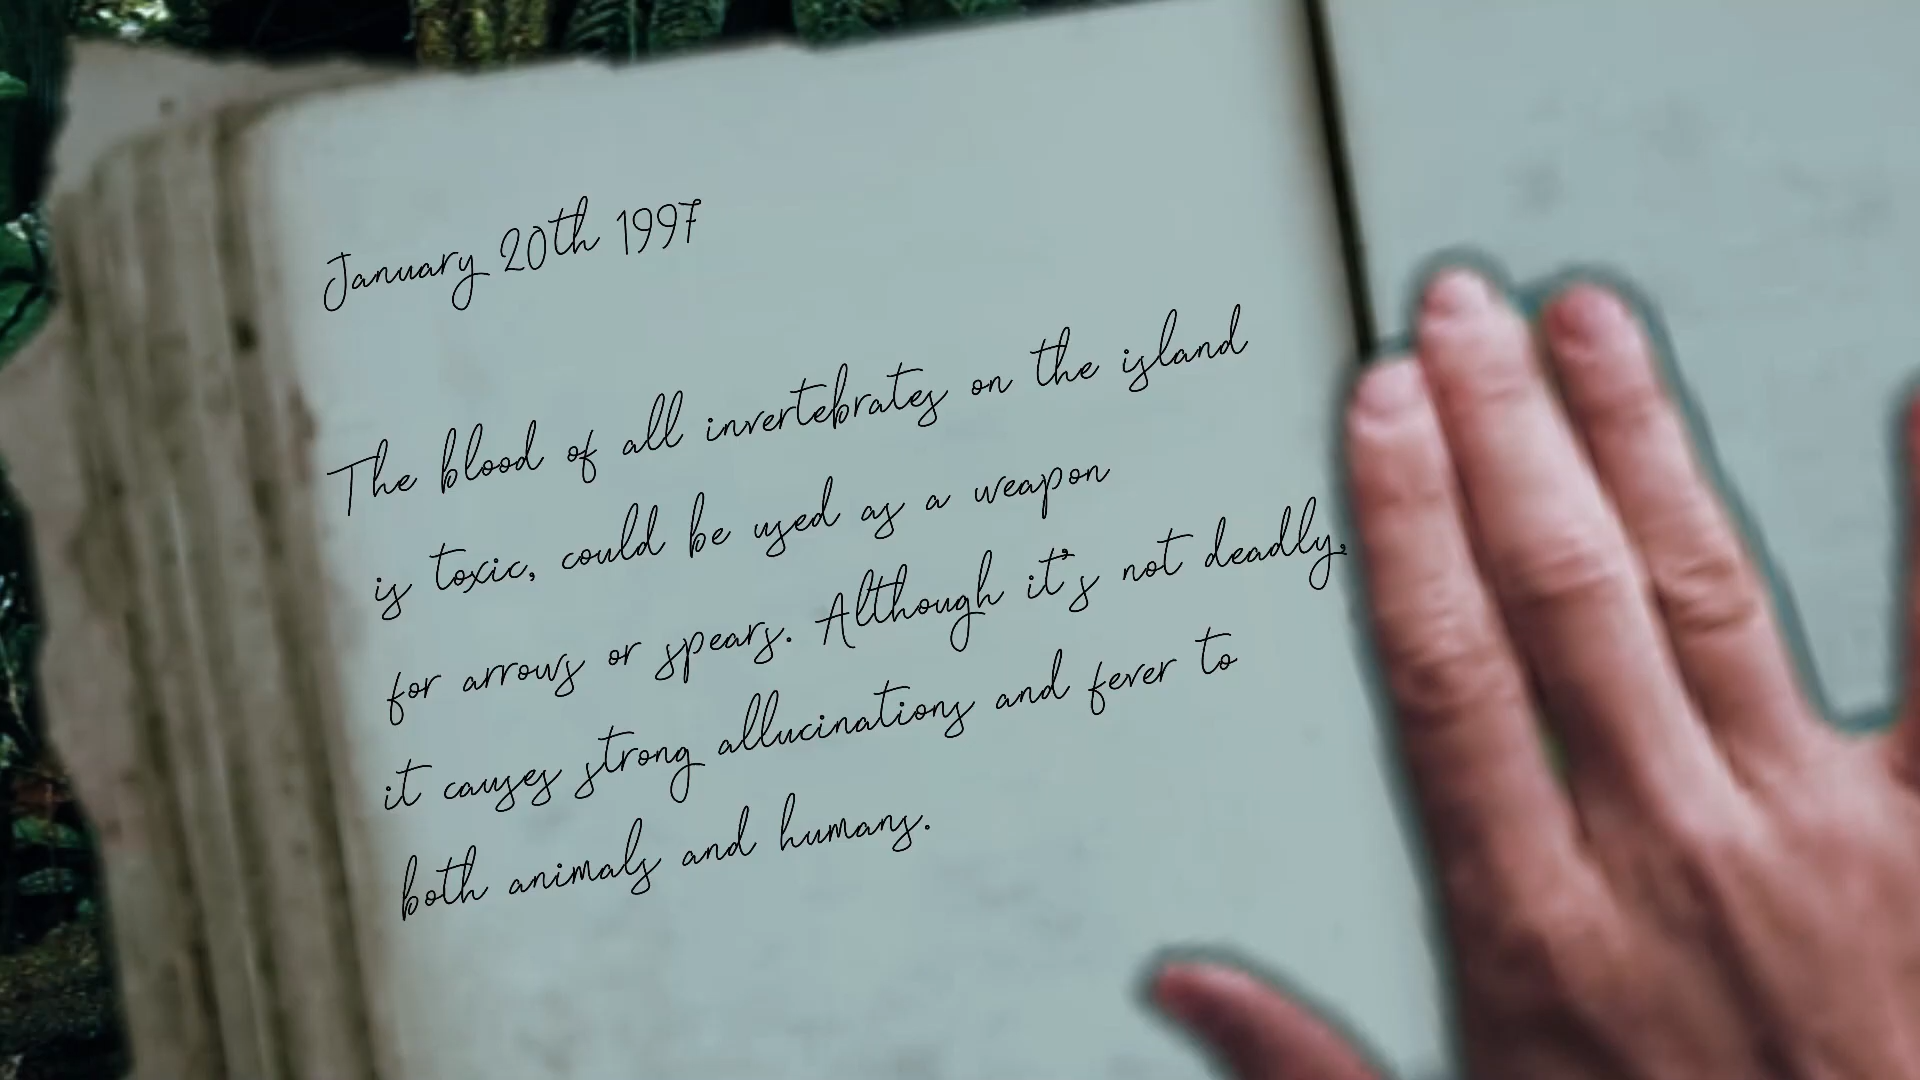 January 20th 1997
The blood of all invertebrates on the island
is toxic, could be used as a weapon
for arrows or spears. Although it's not deadly,
it causes strong allucinations and fever to
both animals and humans.